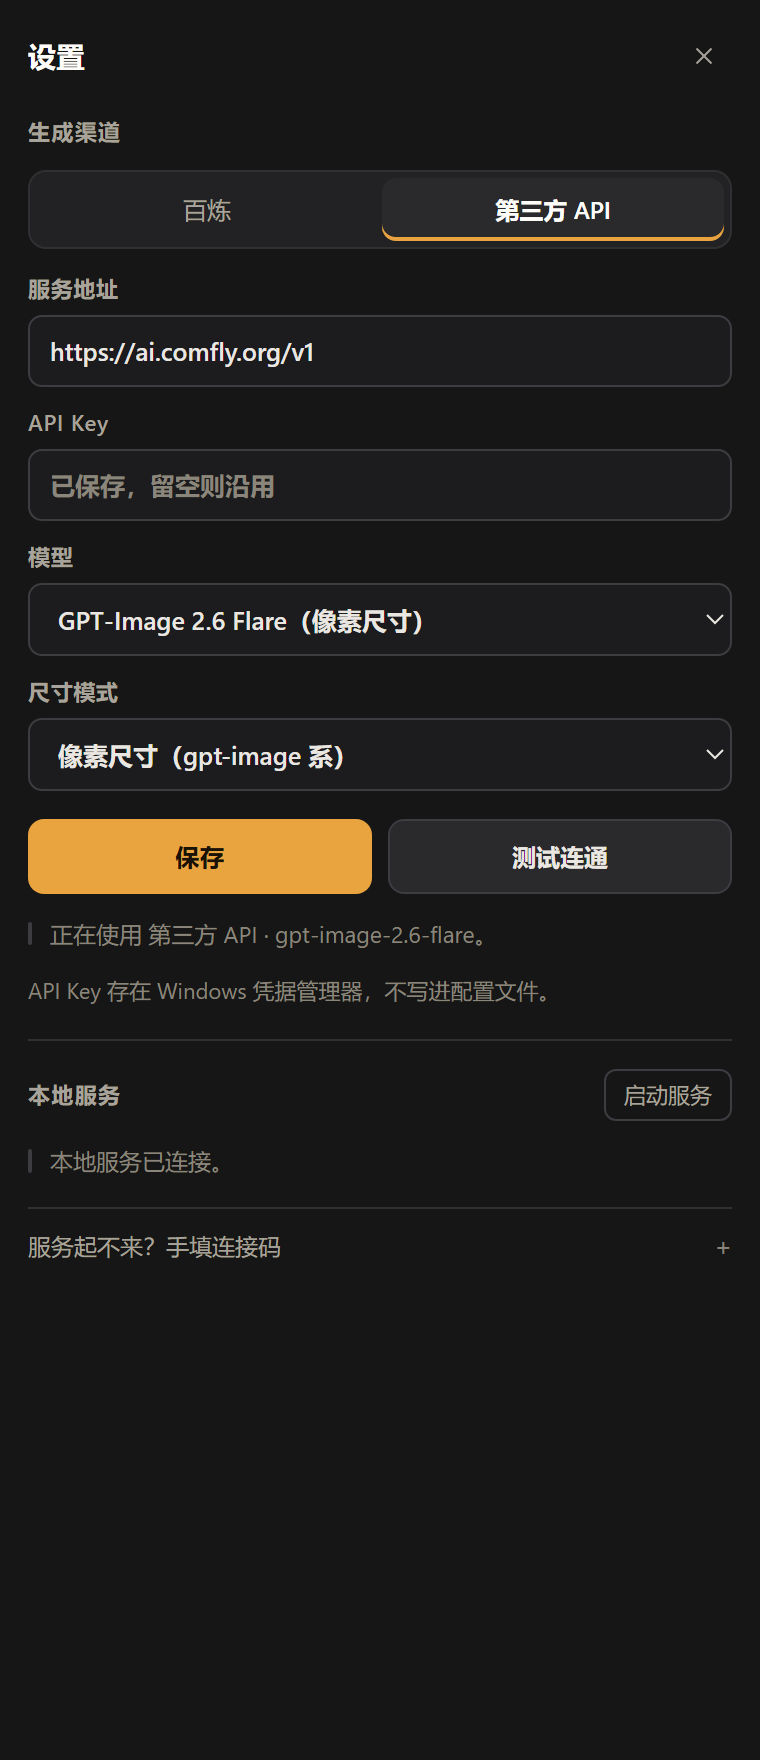 设置
生成渠道
百炼
第三方 API
服务地址
https://ai.comfly.org/v1
API Key
已保存，留空则沿用
模型
GPT-Image 2.6 Flare（像素尺寸）
尺寸模式
像素尺寸（gpt-image 系）
保存
测试连通
正在使用 第三方 API · gpt-image-2.6-flare。
API Key 存在 Windows 凭据管理器，不写进配置文件。
本地服务
启动服务
本地服务已连接。
服务起不来？手填连接码
+